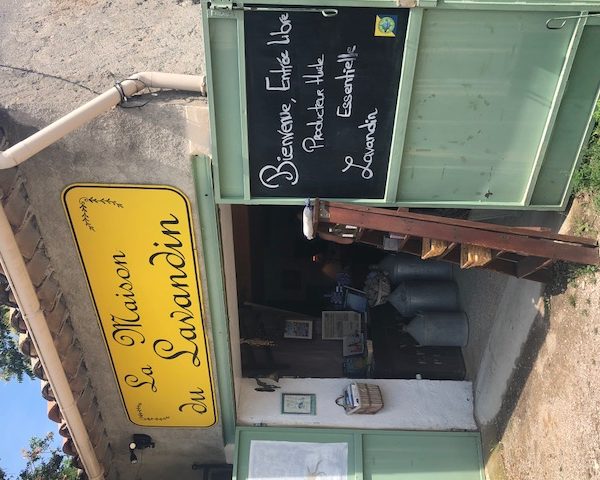 La Maison
du Lavandin
Bienvenue, Entrée libre
Producteur Huile
Essentielle
Lavandin